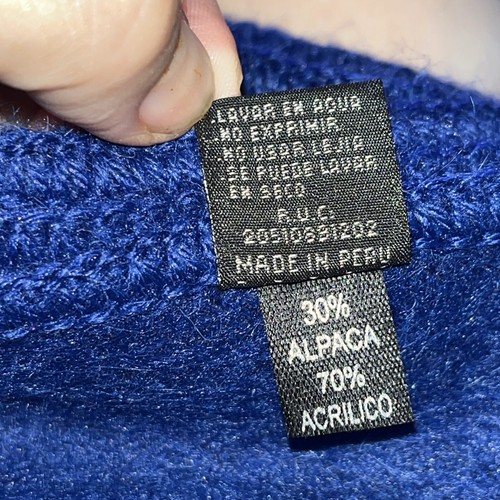 LAVAR EN AGUA
NO EXPRIMIR
NO USAR LEJIA
SE PUEDE LAVAR
EN SECO
R.U.C.
20510691202
MADE IN PERU
30%
ALPACA
70%
ACRILICO